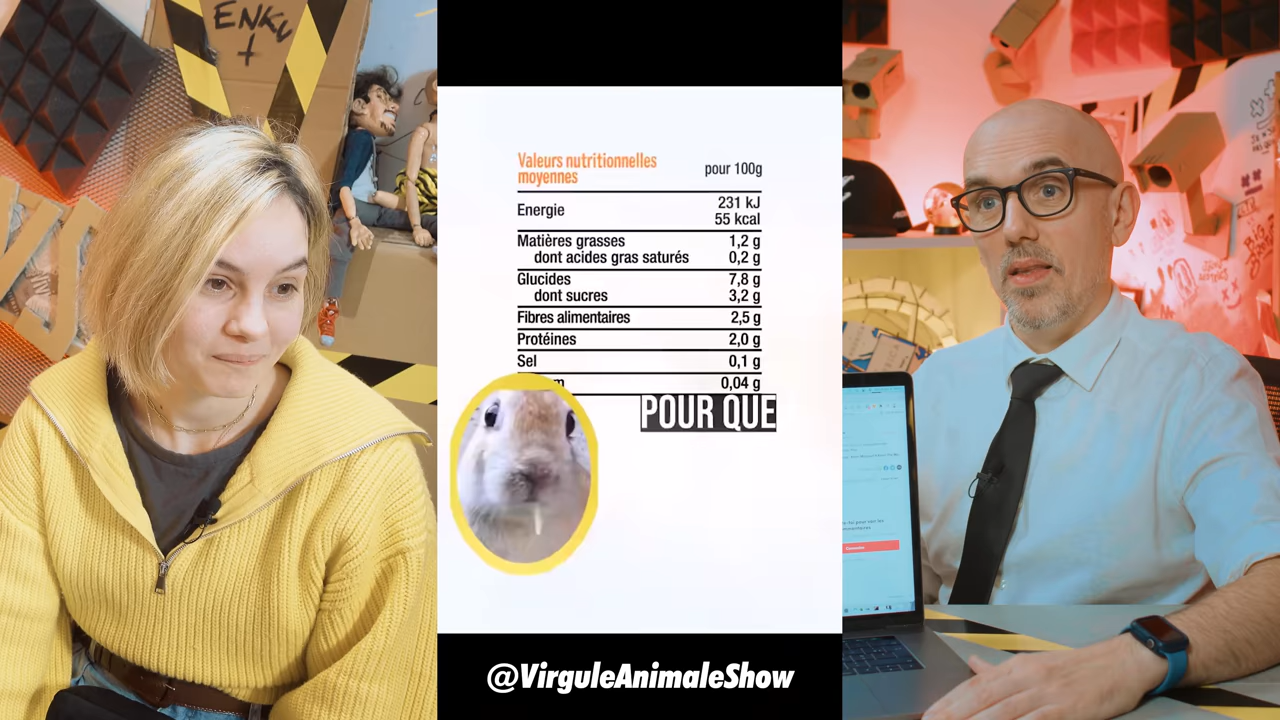 ENKU
Valeurs nutritionnelles
moyennes
pour 100g
Energie
231 kJ
55 kcal
Matières grasses 1,2 g
dont acides gras saturés 0,2 g
Glucides 7,8 g
dont sucres 3,2 g
Fibres alimentaires 2,5 g
Protéines 2,0 g
Sel 0,1 g
0,04 g
POUR QUE
@VirguleAnimaleShow